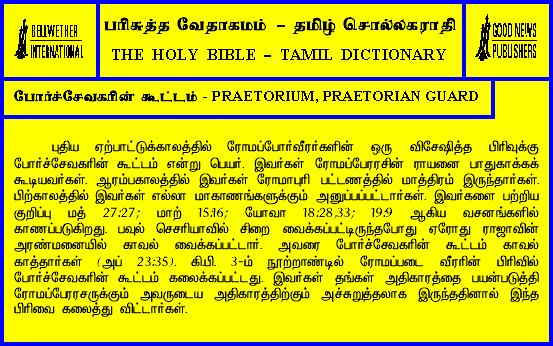 BELLWETHER
INTERNATIONAL
பரிசுத்த வேதாகமம் – தமிழ் சொல்லகராதி
THE HOLY BIBLE – TAMIL DICTIONARY
GOOD NEWS
PUBLISHERS
போர்ச்சேவகரின் கூட்டம் - PRAETORIUM, PRAETORIAN GUARD
புதிய ஏற்பாட்டுக்காலத்தில் ரோமப்போர்வீரர்களின் ஒரு விசேஷித்த பிரிவுக்கு
போர்ச்சேவகரின் கூட்டம் என்று பெயர். இவர்கள் ரோமப்பேரரசின் ராயனை பாதுகாக்கக்
கூடியவர்கள். ஆரம்பகாலத்தில் இவர்கள் ரோமாபுரி பட்டணத்தில் மாத்திரம் இருந்தார்கள்.
பிற்காலத்தில் இவர்கள் எல்லா மாகாணங்களுக்கும் அனுப்பப்பட்டார்கள். இவர்களை பற்றிய
குறிப்பு மத் 27:27; மாற் 15:16; யோவா 18:28,33; 19:9 ஆகிய வசனங்களில்
காணப்படுகிறது. பவுல் செசரியாவில் சிறை வைக்கப்பட்டிருந்தபோது ஏரோது ராஜாவின்
அரண்மனையில் காவல் வைக்கப்பட்டார். அவரை போர்ச்சேவகரின் கூட்டம் காவல்
காத்தார்கள் (அப் 23:35). கி.பி. 3-ம் நூற்றாண்டில் ரோமப்படை வீரரின் பிரிவில்
போர்ச்சேவகரின் கூட்டம் கலைக்கப்பட்டது. இவர்கள் தங்கள் அதிகாரத்தை பயன்படுத்தி
ரோமப்பேரரசருக்கும் அவருடைய அதிகாரத்திற்கும் அச்சுறுத்தலாக இருந்ததினால் இந்த
பிரிவை கலைத்து விட்டார்கள்.